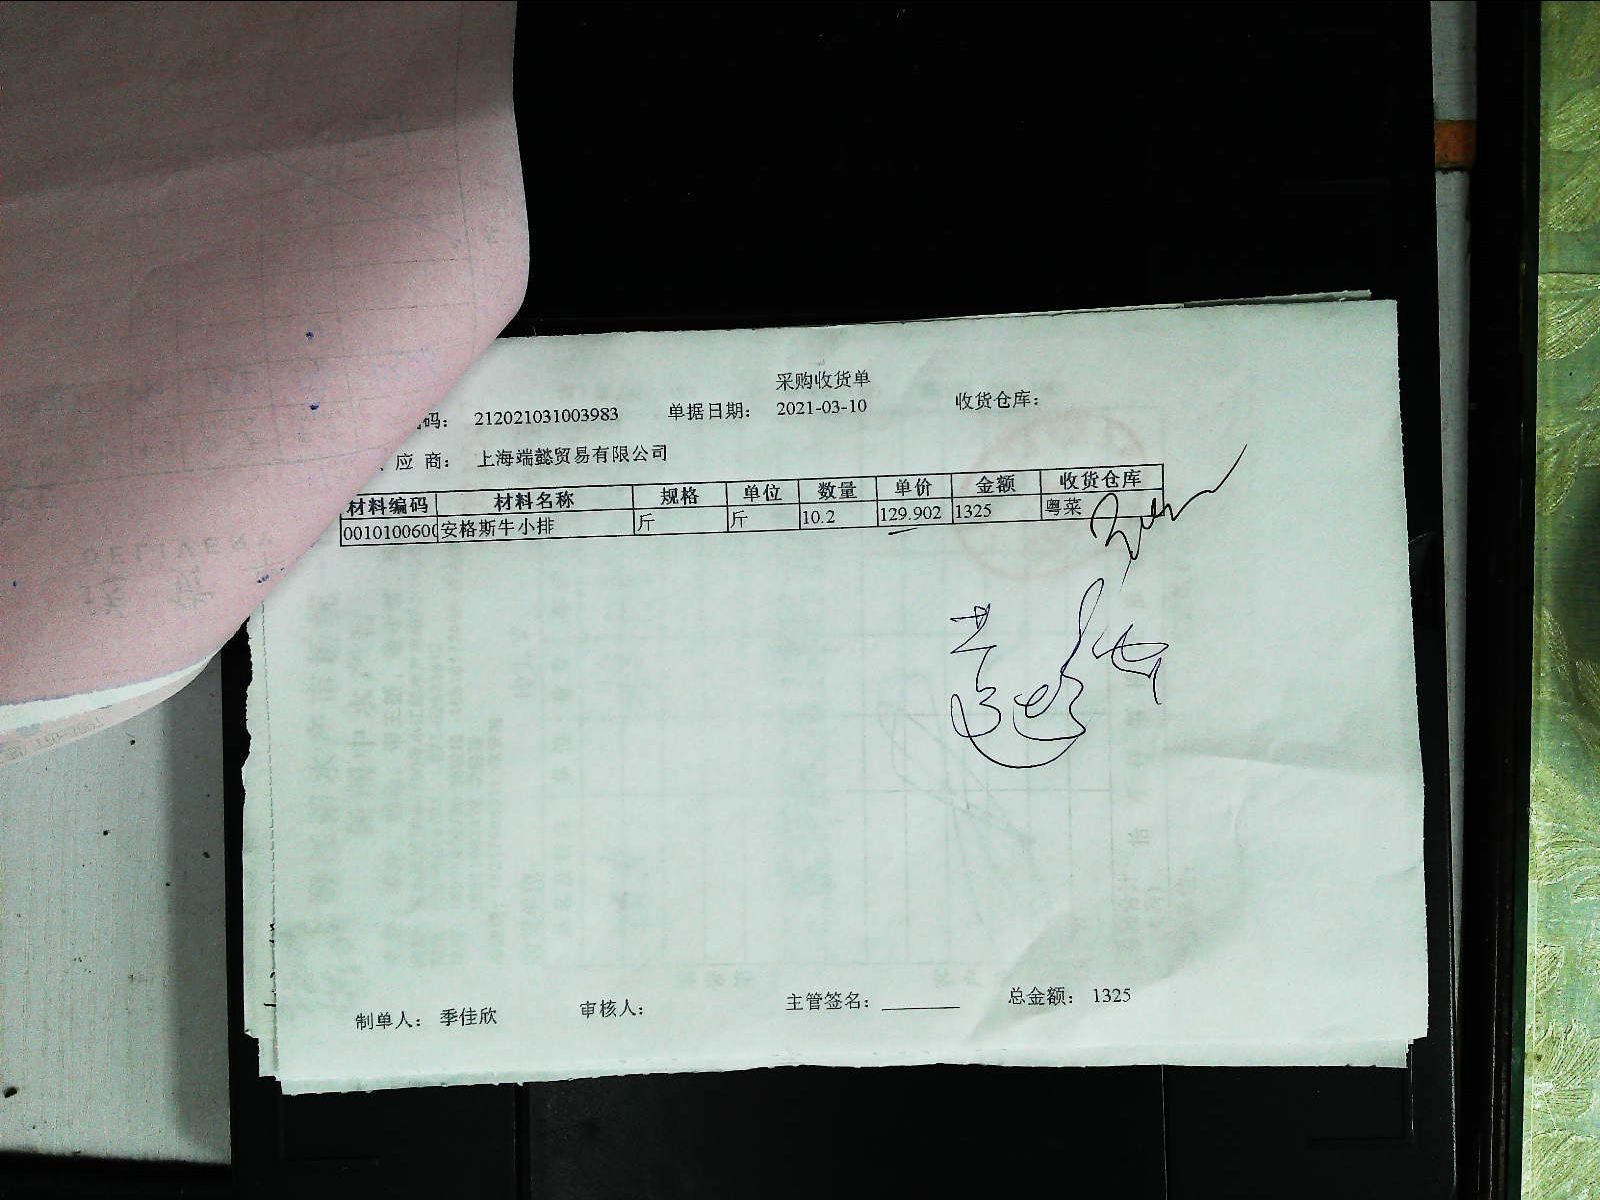 采购收货单
码： 212021031003983 单据日期： 2021-03-10 收货仓库：
应 商： 上海端懿贸易有限公司
材料编码 材料名称 规格 单位 数量 单价 金额 收货仓库
0010100600 安格斯牛小排 斤 斤 10.2 129.902 1325 粤菜
制单人： 季佳欣 审核人： 主管签名： 总金额： 1325
DELIVERY